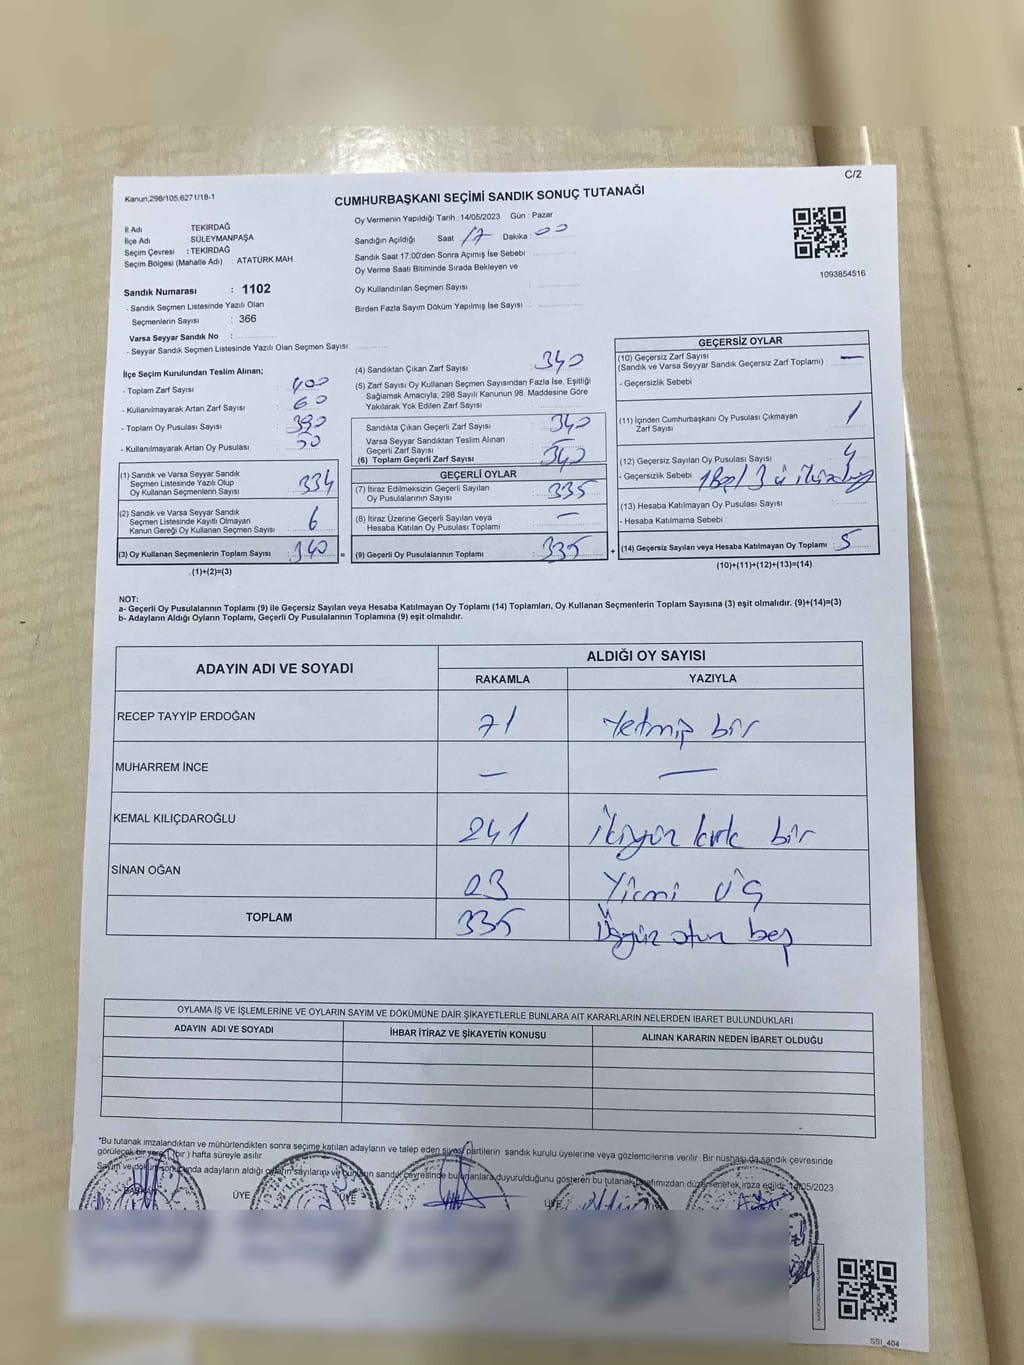 C/2
Kanun,298/105,6271/18-1
CUMHURBAŞKANI SEÇİMİ SANDIK SONUÇ TUTANAĞI
İl Adı TEKİRDAĞ
İlçe Adı SÜLEYMANPAŞA
Seçim Çevresi : TEKİRDAĞ
Seçim Bölgesi (Mahalle Adı) : ATATÜRK MAH.
Sandık Numarası : 1102
- Sandık Seçmen Listesinde Yazılı Olan
Seçmenlerin Sayısı : 366
Varsa Seyyar Sandık No :
- Seyyar Sandık Seçmen Listesinde Yazılı Olan Seçmen Sayısı:
Oy Vermenin Yapıldığı Tarih : 14/05/2023 Gün : Pazar
Sandığın Açıldığı Saat 17 Dakika : 00
Sandık Saat 17:00'den Sonra Açmış İse Sebebi :
Oy Verme Saati Bitiminde Sırada Bekleyen ve
Oy Kullandırılan Seçmen Sayısı :
Birden Fazla Sayım Döküm Yapılmış İse Sayısı :
1093854516
İlçe Seçim Kurulundan Teslim Alınan;
- Toplam Zarf Sayısı : 400
- Kullanılmayarak Artan Zarf Sayısı : 60
- Toplam Oy Pusulası Sayısı : 390
- Kullanılmayarak Artan Oy Pusulası : 50
(1) Sandık ve Varsa Seyyar Sandık
Seçmen Listesinde Yazılı Olup
Oy Kullanan Seçmenlerin Sayısı : 334
(2) Sandık ve Varsa Seyyar Sandık
Seçmen Listesinde Kayıtlı Olmayan
Kanun Gereği Oy Kullanan Seçmen Sayısı : 6
(3) Oy Kullanan Seçmenlerin Toplam Sayısı : 340 =
(1)+(2)=(3)
(4) Sandıktan Çıkan Zarf Sayısı : 340
(5) Zarf Sayısı Oy Kullanan Seçmen Sayısından Fazla İse, Eşitliği
Sağlamak Amacıyla; 298 Sayılı Kanunun 98. Maddesine Göre
Yakılarak Yok Edilen Zarf Sayısı :
Sandıkta Çıkan Geçerli Zarf Sayısı : 340
Varsa Seyyar Sandıktan Teslim Alınan
Geçerli Zarf Sayısı : —
(6) Toplam Geçerli Zarf Sayısı : 340
GEÇERLİ OYLAR
(7) İtiraz Edilmeksizin Geçerli Sayılan
Oy Pusulalarının Sayısı : 335
(8) İtiraz Üzerine Geçerli Sayılan veya
Hesaba Katılan Oy Pusulası Toplamı : —
(9) Geçerli Oy Pusulalarının Toplamı : 335 +
GEÇERSİZ OYLAR
(10) Geçersiz Zarf Sayısı
(Sandık ve Varsa Seyyar Sandık Geçersiz Zarf Toplamı) : —
- Geçersizlik Sebebi
(11) İçinden Cumhurbaşkanı Oy Pusulası Çıkmayan
Zarf Sayısı 1
(12) Geçersiz Sayılan Oy Pusulası Sayısı : 4
- Geçersizlik Sebebi 1 Boş / 3 ü
(13) Hesaba Katılmayan Oy Pusulası Sayısı :
- Hesaba Katılmama Sebebi :
(14) Geçersiz Sayılan veya Hesaba Katılmayan Oy Toplamı : 5
(10)+(11)+(12)+(13)=(14)
NOT:
a- Geçerli Oy Pusulalarının Toplamı (9) ile Geçersiz Sayılan veya Hesaba Katılmayan Oy Toplamı (14) Toplamları, Oy Kullanan Seçmenlerin Toplam Sayısına (3) eşit olmalıdır. (9)+(14)=(3)
b- Adayların Aldığı Oyların Toplamı, Geçerli Oy Pusulalarının Toplamına (9) eşit olmalıdır.
ADAYIN ADI VE SOYADI
ALDIĞI OY SAYISI
RAKAMLA YAZIYLA
RECEP TAYYİP ERDOĞAN 71 Yetmiş bir
MUHARREM İNCE — —
KEMAL KILIÇDAROĞLU 241 İkiyüz kırk bir
SİNAN OĞAN 23 Yirmi üç
TOPLAM 335 Üçyüz otuz beş
OYLAMA İŞ VE İŞLEMLERİNE VE OYLARIN SAYIM VE DÖKÜMÜNE DAİR ŞİKAYETLERLE BUNLARA AİT KARARLARIN NELERDEN İBARET BULUNDUKLARI
ADAYIN ADI VE SOYADI İHBAR İTİRAZ VE ŞİKAYETİN KONUSU ALINAN KARARIN NEDEN İBARET OLDUĞU
*Bu tutanak imzalandıktan ve mühürlendikten sonra seçime katılan adayların ve talep eden siyasi partilerin sandık kurulu üyelerine veya gözlemcilerine verilir. Bir nüshası da sandık çevresinde
görülecek bir yere 1 (bir) hafta süreyle asılır.
Sayım ve döküm sonucunda adayların aldığı oyların sayılarının ve bunun sandık çevresinde bulunanlara duyurulduğunu gösteren bu tutanak tarafımızdan düzenlenerek imza edildi. 14/05/2023
BAŞKAN ÜYE ÜYE ÜYE
SSI_404